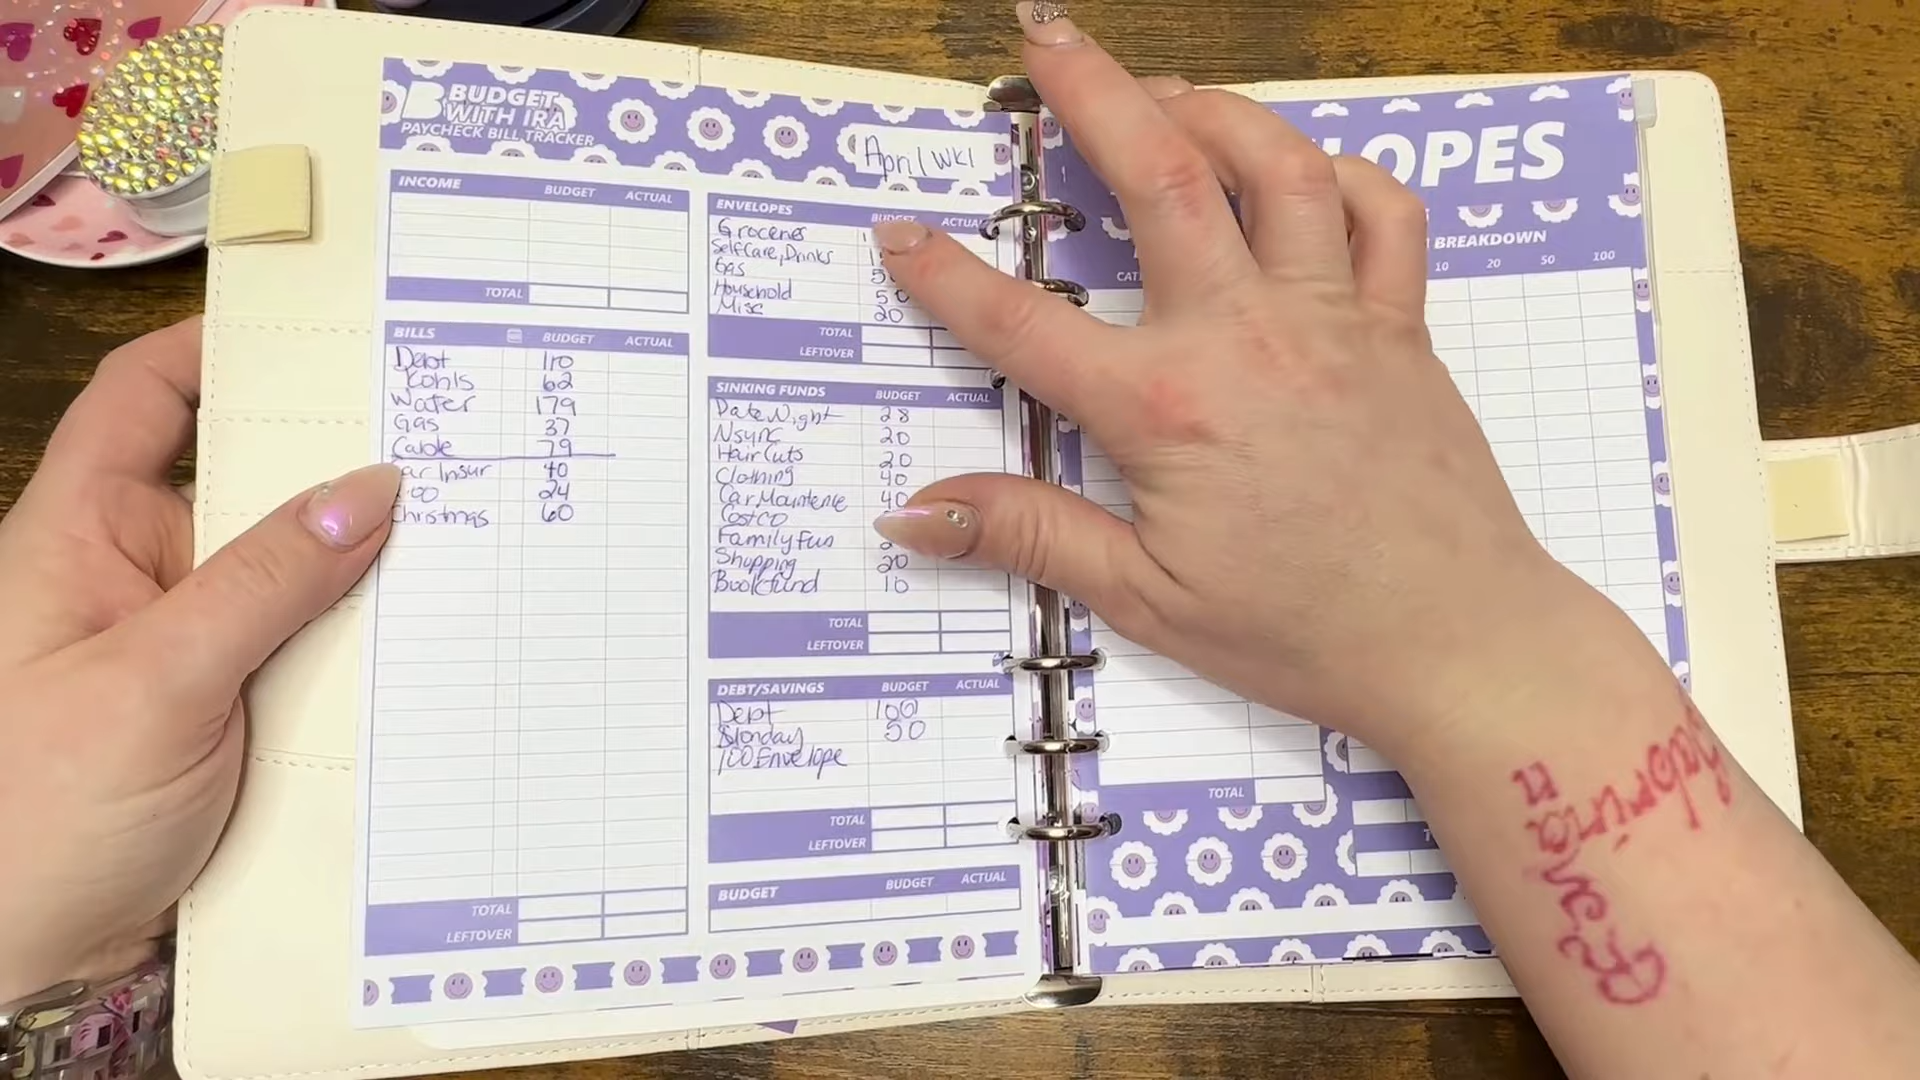 BUDGET
WITH IRA
PAYCHECK BILL TRACKER
April WK1
INCOME BUDGET ACTUAL
TOTAL
BILLS BUDGET ACTUAL
Debt 110
Kohls 62
Water 179
Gas 37
79
Car Insur 40
Zoo 24
Christmas 60
TOTAL
LEFTOVER
ENVELOPES BUDGET ACTUAL
Groceries
Selfcare, Drinks
Gas
Household 50
Misc 20
TOTAL
LEFTOVER
SINKING FUNDS BUDGET ACTUAL
Date Night 28
Nsync 20
Hair Cuts 20
Clothing 40
Car Maintence 40
Costco
Family Fun
Shopping 20
Book fund 10
TOTAL
LEFTOVER
DEBT/SAVINGS BUDGET ACTUAL
Debt 100
50
100 Envelope
TOTAL
LEFTOVER
BUDGET BUDGET ACTUAL
BREAKDOWN
10 20 50 100
TOTAL